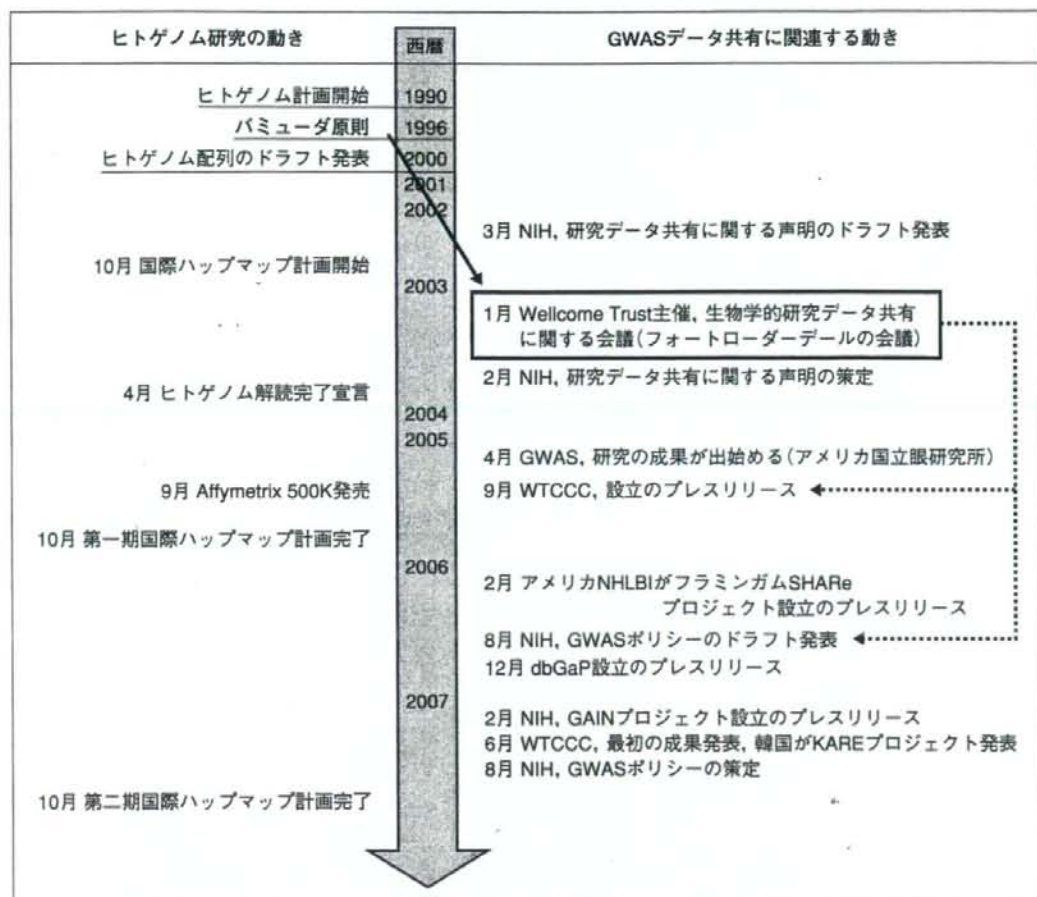 ヒトゲノム研究の動き
西暦
GWASデータ共有に関連する動き
ヒトゲノム計画開始
1990
バミューダ原則
1996
ヒトゲノム配列のドラフト発表
2000
2001
2002
3月 NIH, 研究データ共有に関する声明のドラフト発表
10月 国際ハップマップ計画開始
2003
1月 Wellcome Trust主催, 生物学的研究データ共有
に関する会議(フォートローダーデールの会議)
2月 NIH, 研究データ共有に関する声明の策定
4月 ヒトゲノム解読完了宣言
2004
2005
4月 GWAS, 研究の成果が出始める(アメリカ国立眼研究所)
9月 Affymetrix 500K発売
9月 WTCCC, 設立のプレスリリース
10月 第一期国際ハップマップ計画完了
2006
2月 アメリカNHLBIがフラミンガムSHARe
プロジェクト設立のプレスリリース
8月 NIH, GWASポリシーのドラフト発表
12月 dbGaP設立のプレスリリース
2007
2月 NIH, GAINプロジェクト設立のプレスリリース
6月 WTCCC, 最初の成果発表, 韓国がKAREプロジェクト発表
8月 NIH, GWASポリシーの策定
10月 第二期国際ハップマップ計画完了